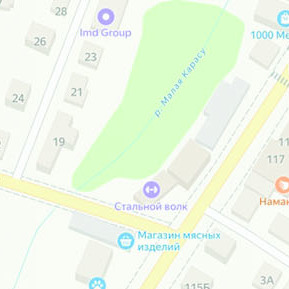 Imd Group
26
1000 Ме
23
21
24
р. Малая Карасу
19
11
117
Стальной волк
Наман
Магазин мясных
изделий
115Б
3А